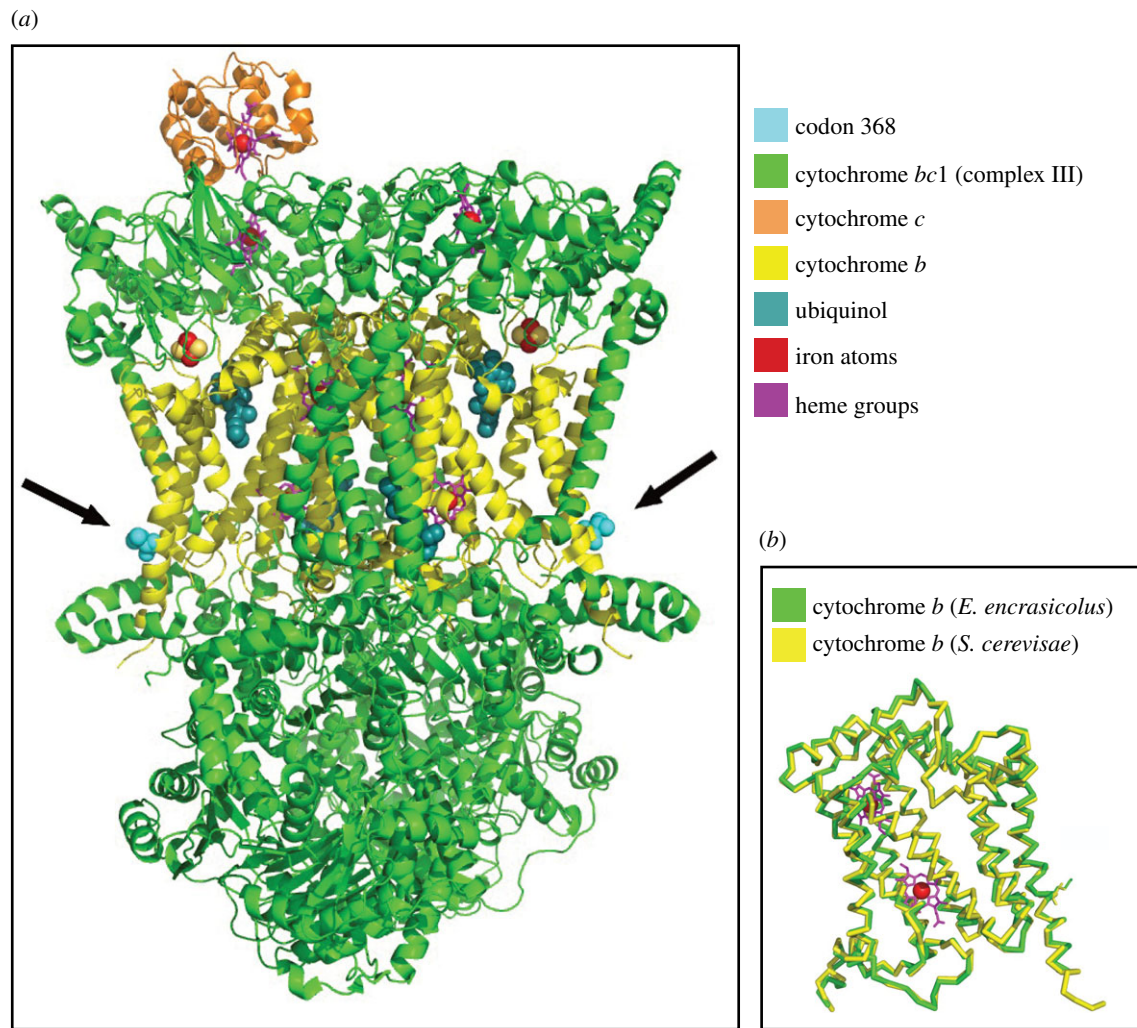 (a)
codon 368
cytochrome bc1 (complex III)
cytochrome c
cytochrome b
ubiquinol
iron atoms
heme groups
(b)
cytochrome b (E. encrasicolus)
cytochrome b (S. cerevisae)